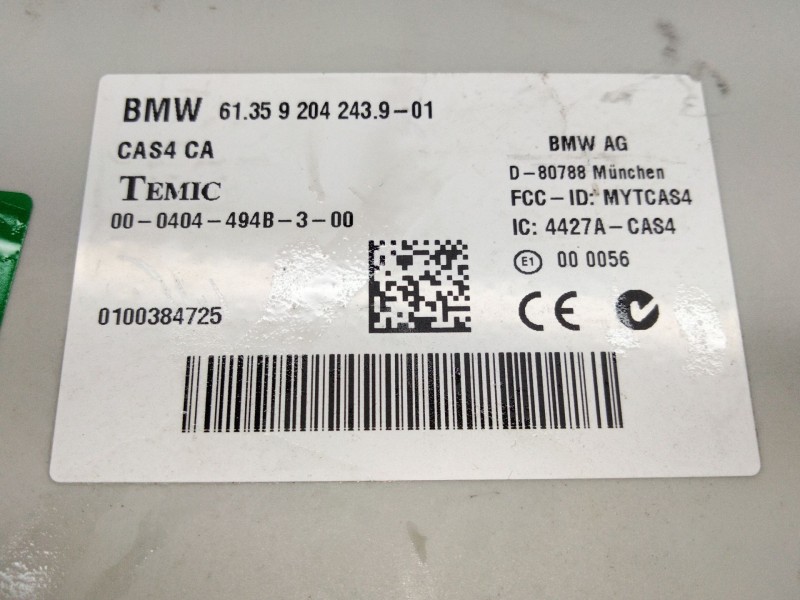 BMW 61.35 9 204 243.9-01
CAS4 CA
TEMIC
00-0404-494B-3-00
0100384725
BMW AG
D-80788 München
FCC-ID: MYTCAS4
IC: 4427A-CAS4
E1 00 0056
CE